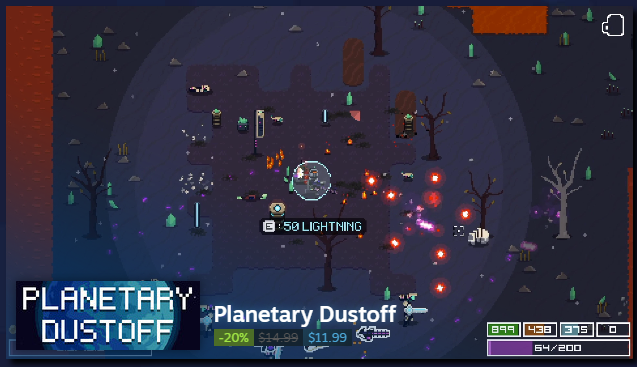 E :50 LIGHTNING
PLANETARY
DUSTOFF
Planetary Dustoff
-20% $14.99 $11.99
899 438 375 0
64/200